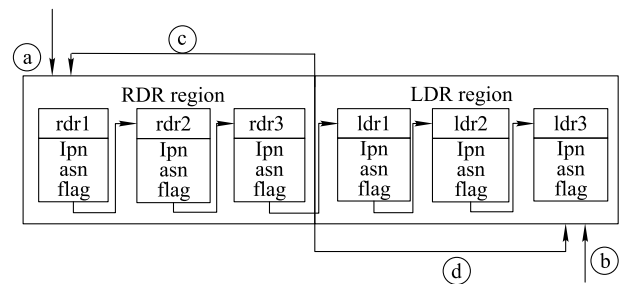 a
c
RDR region
LDR region
rdr1
rdr2
rdr3
ldr1
ldr2
ldr3
Ipn
Ipn
Ipn
Ipn
Ipn
Ipn
asn
asn
asn
asn
asn
asn
flag
flag
flag
flag
flag
flag
b
d